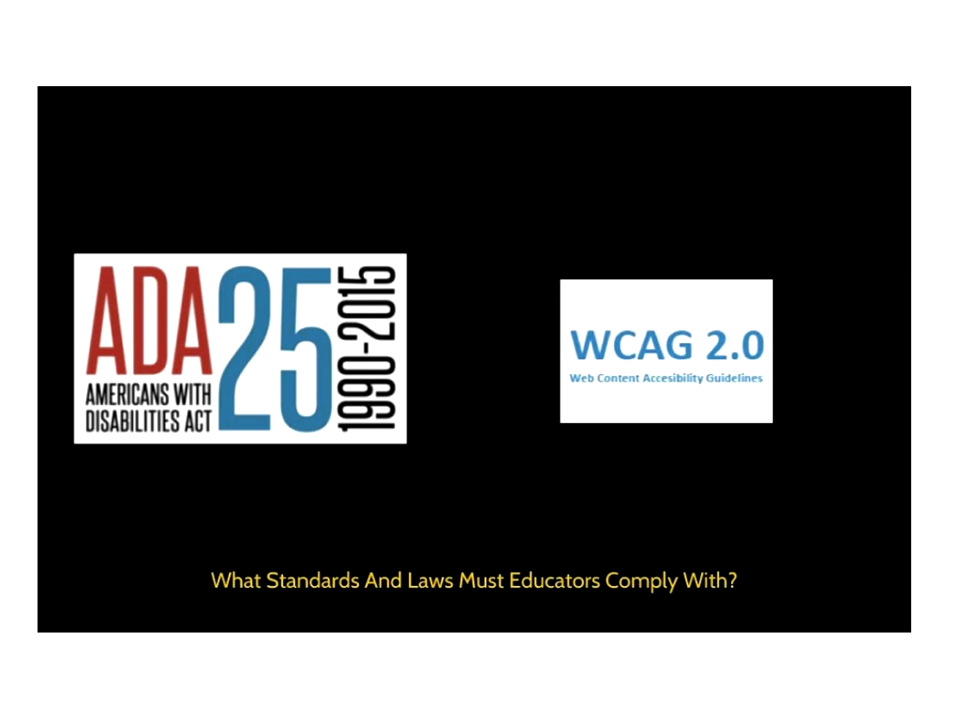 ADA
AMERICANS WITH
DISABILITIES ACT
25
1990-2015
WCAG 2.0
Web Content Accesibility Guidelines
What Standards And Laws Must Educators Comply With?